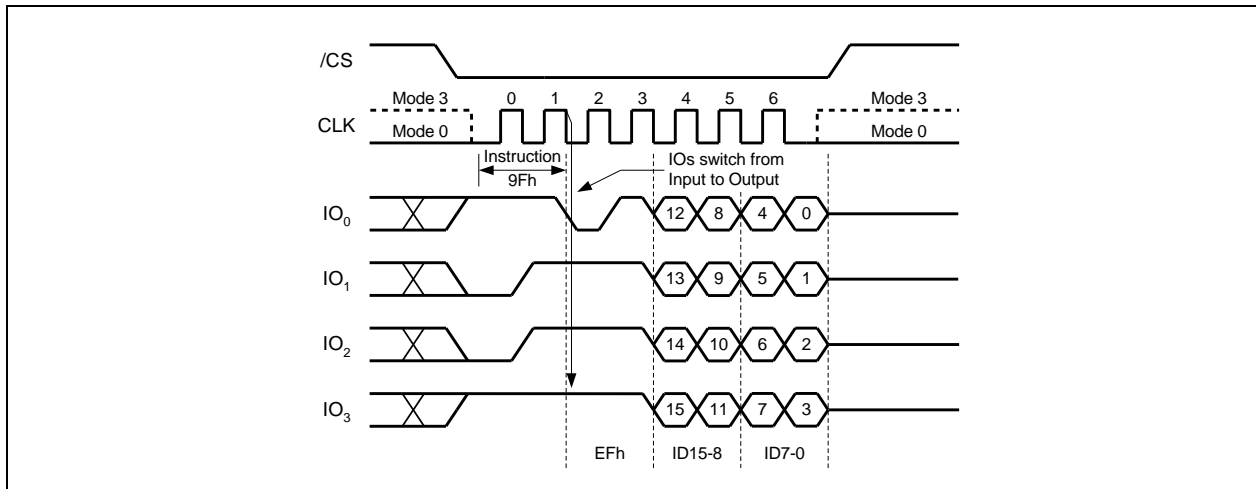 /CS
Mode 3 0 1 2 3 4 5 6 Mode 3
CLK
Mode 0 Mode 0
Instruction IOs switch from
9Fh Input to Output
IO0 12 8 4 0
IO1 13 9 5 1
IO2 14 10 6 2
IO3 15 11 7 3
EFh ID15-8 ID7-0